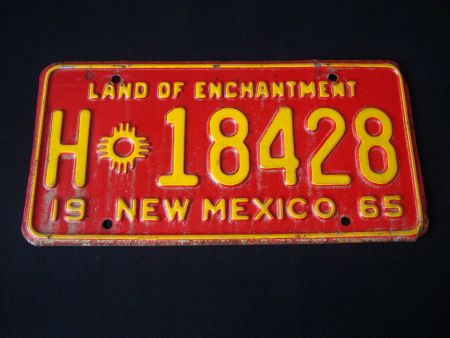 LAND OF ENCHANTMENT
H 18428
19 NEW MEXICO 65